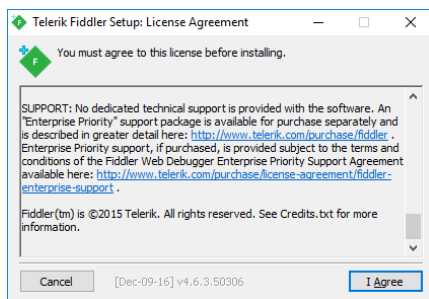 Telerik Fiddler Setup: License Agreement
You must agree to this license before installing.
SUPPORT: No dedicated technical support is provided with the software. An
"Enterprise Priority" support package is available for purchase separately and
is described in greater detail here: http://www.telerik.com/purchase/fiddler .
Enterprise Priority support, if purchased, is provided subject to the terms and
conditions of the Fiddler Web Debugger Enterprise Priority Support Agreement
available here: http://www.telerik.com/purchase/license-agreement/fiddler-
enterprise-support .
Fiddler(tm) is ©2015 Telerik. All rights reserved. See Credits.txt for more
information.
Cancel [Dec-09-16] v4.6.3.50306 I Agree